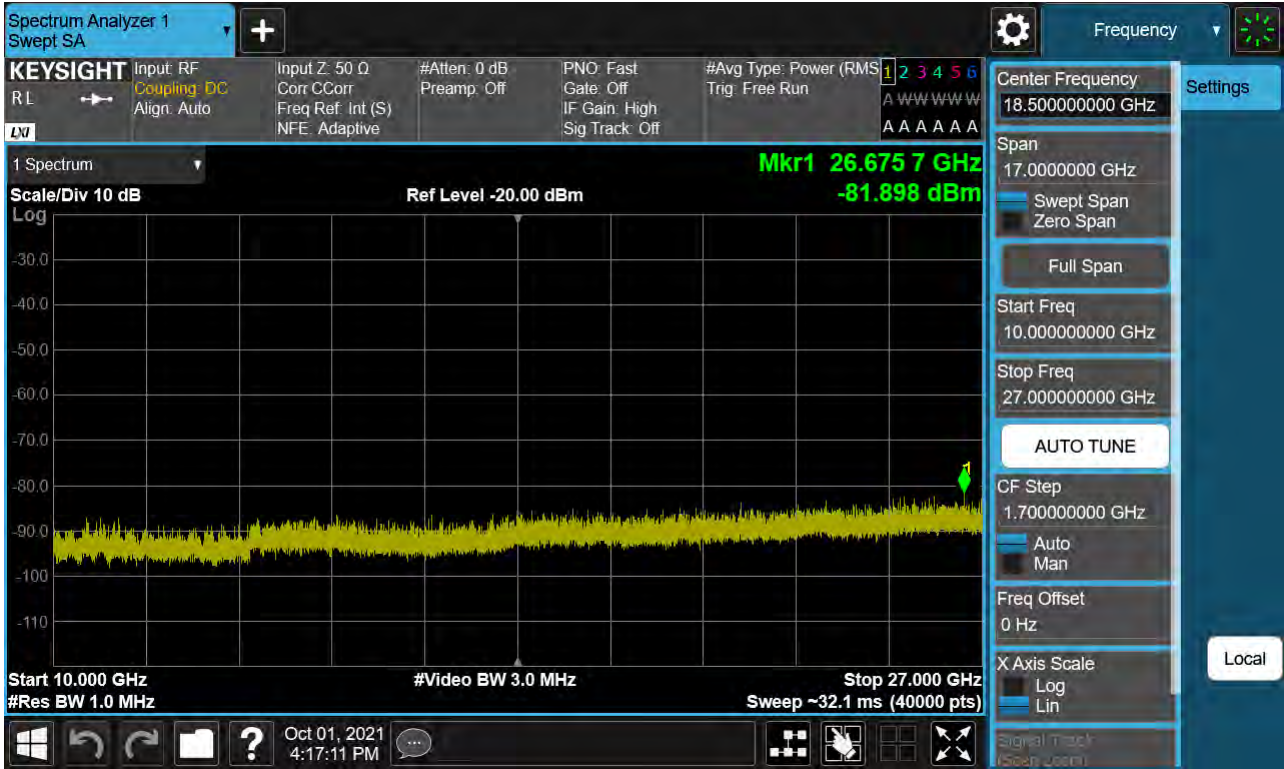 Spectrum Analyzer 1
Swept SA
+
Frequency
KEYSIGHT
R L
LXI
Input: RF
Coupling: DC
Align: Auto
Input Z: 50 Ω
Corr CCorr
Freq Ref: Int (S)
NFE: Adaptive
#Atten: 0 dB
Preamp: Off
PNO: Fast
Gate: Off
IF Gain: High
Sig Track: Off
#Avg Type: Power (RMS
Trig: Free Run
1 2 3 4 5 6
A W W W W W
A A A A A A
1 Spectrum
Scale/Div 10 dB
Log
Ref Level -20.00 dBm
Mkr1 26.675 7 GHz
-81.898 dBm
-30.0
-40.0
-50.0
-60.0
-70.0
-80.0
-90.0
-100
-110
1
Start 10.000 GHz
#Res BW 1.0 MHz
#Video BW 3.0 MHz
Stop 27.000 GHz
Sweep ~32.1 ms (40000 pts)
Center Frequency
18.500000000 GHz
Span
17.0000000 GHz
Swept Span
Zero Span
Full Span
Start Freq
10.000000000 GHz
Stop Freq
27.000000000 GHz
AUTO TUNE
CF Step
1.700000000 GHz
Auto
Man
Freq Offset
0 Hz
X Axis Scale
Log
Lin
Signal Track
(Span Zoom)
Settings
Local
?
Oct 01, 2021
4:17:11 PM